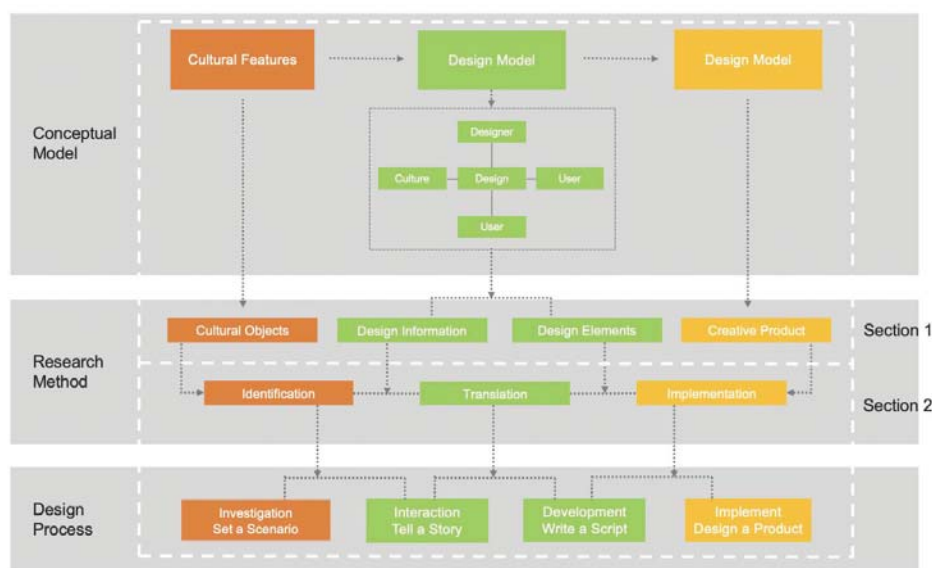 Cultural Features
Design Model
Design Model
Conceptual
Model
Designer
Culture
Design
User
User
Cultural Objects
Design Information
Design Elements
Creative Product
Section 1
Research
Method
Identification
Translation
Implementation
Section 2
Design
Process
Investigation
Set a Scenario
Interaction
Tell a Story
Development
Write a Script
Implement
Design a Product